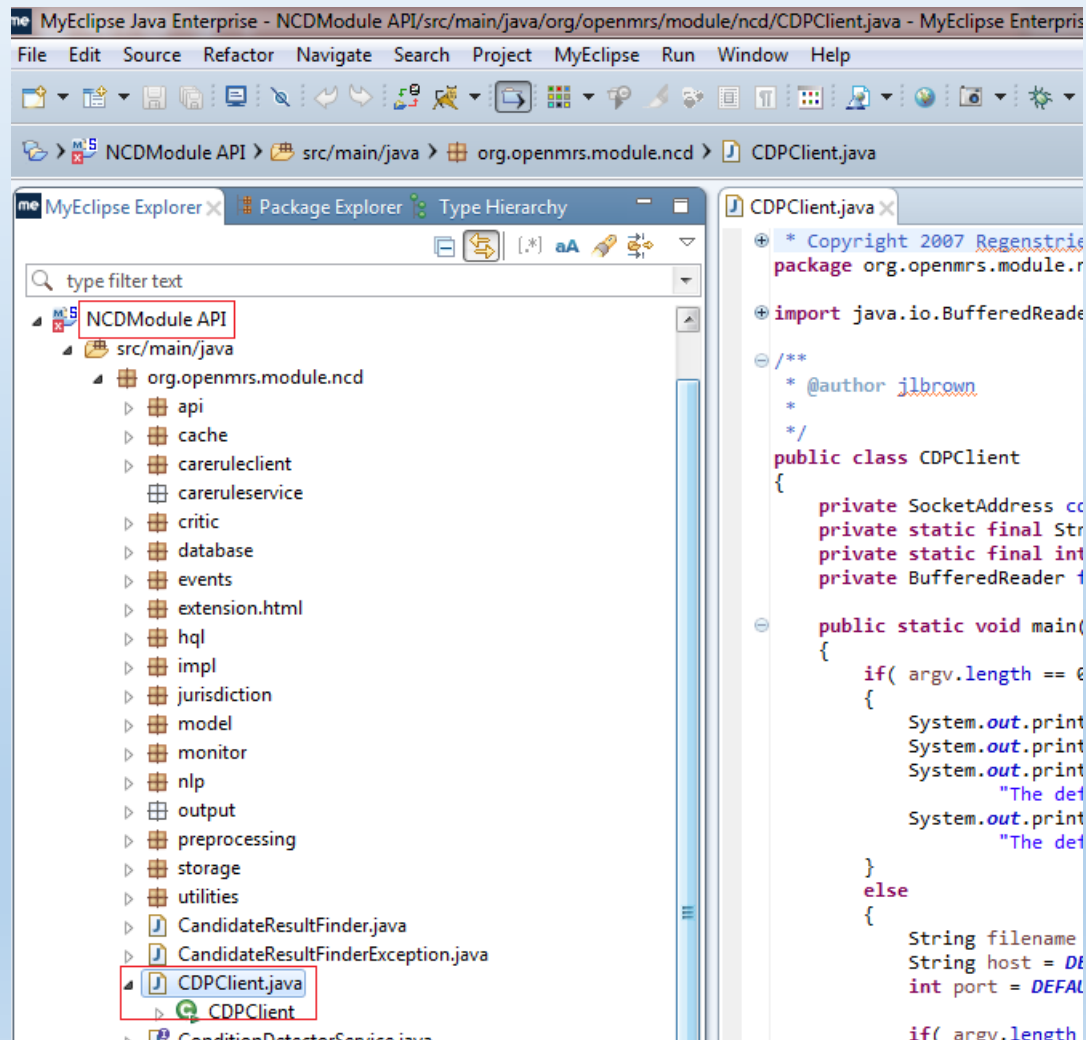 me MyEclipse Java Enterprise - NCDModule API/src/main/java/org/openmrs/module/ncd/CDPClient.java - MyEclipse Enterpris
File Edit Source Refactor Navigate Search Project MyEclipse Run Window Help
NCDModule API src/main/java org.openmrs.module.ncd CDPClient.java
me MyEclipse Explorer Package Explorer Type Hierarchy
type filter text
NCDModule API
src/main/java
org.openmrs.module.ncd
api
cache
careruleclient
careruleservice
critic
database
events
extension.html
hql
impl
jurisdiction
model
monitor
nlp
output
preprocessing
storage
utilities
CandidateResultFinder.java
CandidateResultFinderException.java
CDPClient.java
CDPClient
ConditionDetectorService.java
CDPClient.java
* Copyright 2007 Regenstrie
package org.openmrs.module.
import java.io.BufferedReade
/**
* @author jlbrown
*
*/
public class CDPClient
{
private SocketAddress co
private static final Str
private static final int
private BufferedReader
public static void main(
{
if( argv.length ==
{
System.out.print
System.out.print
System.out.print
"The def
System.out.print
"The def
}
else
{
String filename
String host = DE
int port = DEFAU
if( argv.length